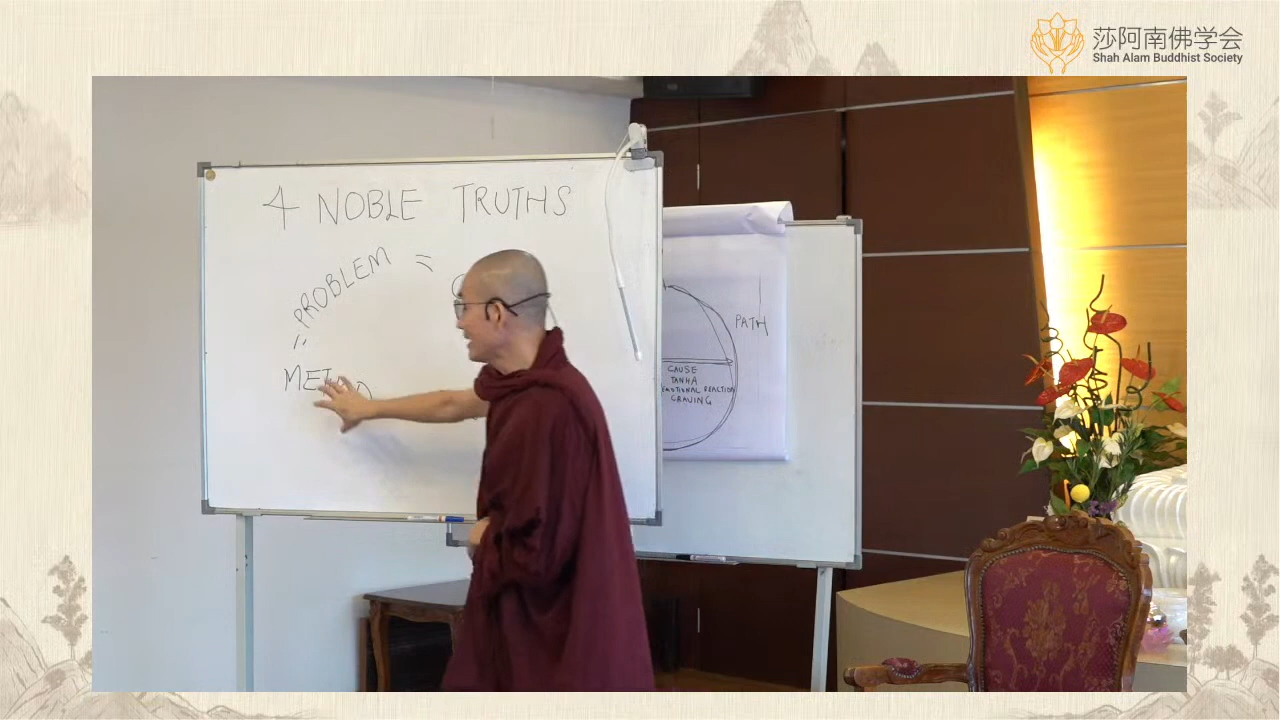 莎阿南佛学会
Shah Alam Buddhist Society
4 NOBLE TRUTHS
PROBLEM =
=
PATH
CAUSE
TANHA
EMOTIONAL REACTION
CRAVING